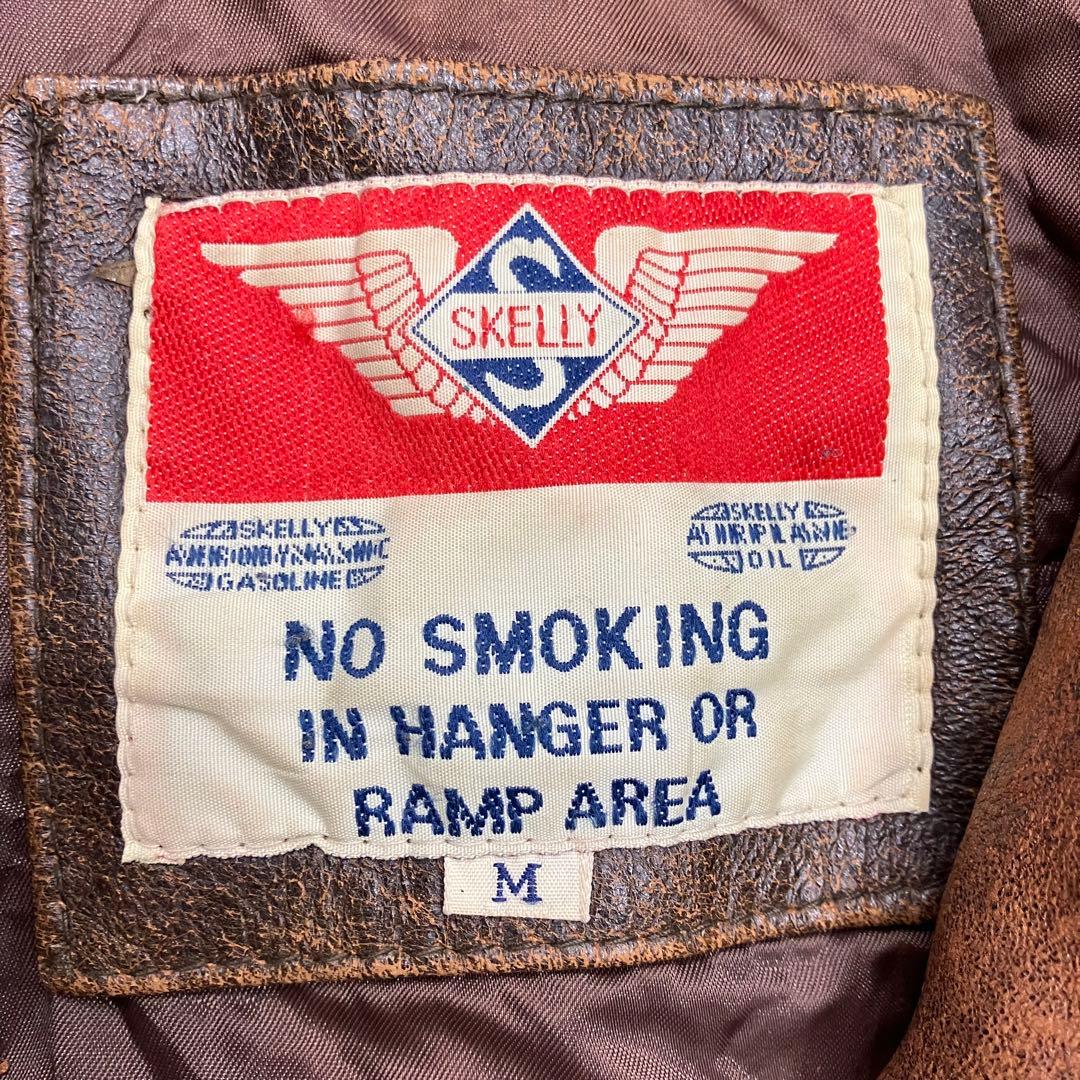 S
SKELLY
SKELLY
AERODYNAMIC
GASOLINE
SKELLY
AIRPLANE
OIL
NO SMOKING
IN HANGER OR
RAMP AREA
M